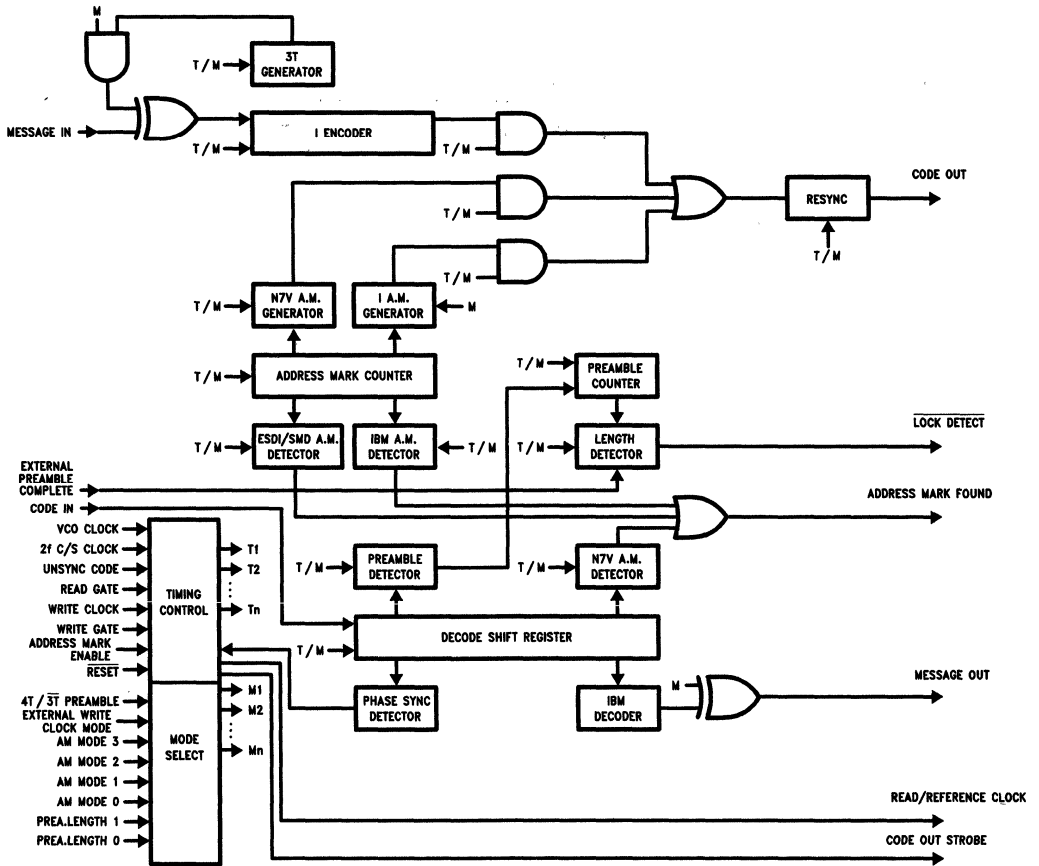 M
T/M
3T
GENERATOR
MESSAGE IN
I ENCODER
T/M
T/M
T/M
T/M
CODE OUT
RESYNC
T/M
T/M
N7V A.M.
GENERATOR
I A.M.
GENERATOR
M
T/M
ADDRESS MARK COUNTER
T/M
PREAMBLE
COUNTER
T/M
ESDI/SMD A.M.
DETECTOR
IBM A.M.
DETECTOR
T/M
T/M
LENGTH
DETECTOR
LOCK DETECT
EXTERNAL
PREAMBLE
COMPLETE
CODE IN
ADDRESS MARK FOUND
VCO CLOCK
2f C/S CLOCK
UNSYNC CODE
READ GATE
WRITE CLOCK
WRITE GATE
ADDRESS MARK
ENABLE
RESET
TIMING
CONTROL
T1
T2
Tn
T/M
PREAMBLE
DETECTOR
T/M
N7V A.M.
DETECTOR
T/M
DECODE SHIFT REGISTER
PHASE SYNC
DETECTOR
IBM
DECODER
M
MESSAGE OUT
4T/3T PREAMBLE
EXTERNAL WRITE
CLOCK MODE
AM MODE 3
AM MODE 2
AM MODE 1
AM MODE 0
PREA.LENGTH 1
PREA.LENGTH 0
MODE
SELECT
M1
M2
Mn
READ/REFERENCE CLOCK
CODE OUT STROBE